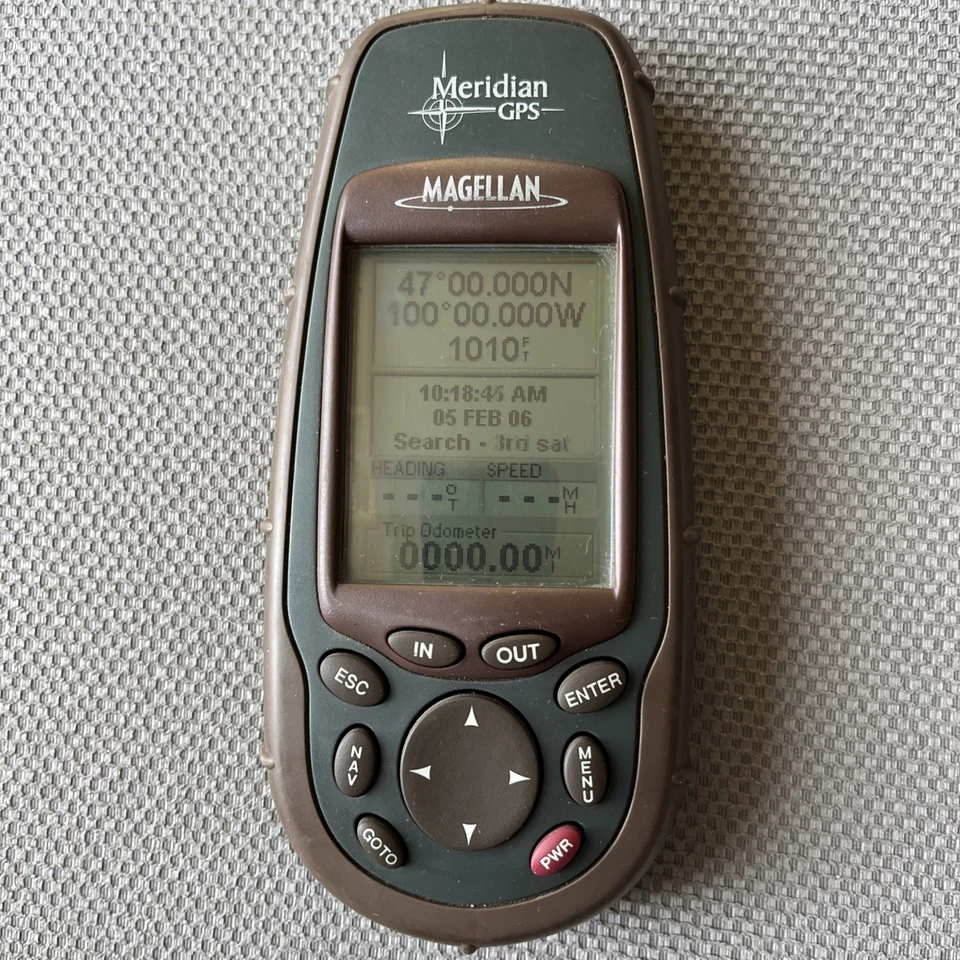 Meridian
GPS
MAGELLAN
47°00.000N
100°00.000W
1010FT
10:18:45 AM
05 FEB 06
Search - 3rd sat
HEADING SPEED
- - -°T - - -MH
Trip Odometer
0000.00MI
IN OUT
ESC ENTER
NAV MENU
GOTO PWR